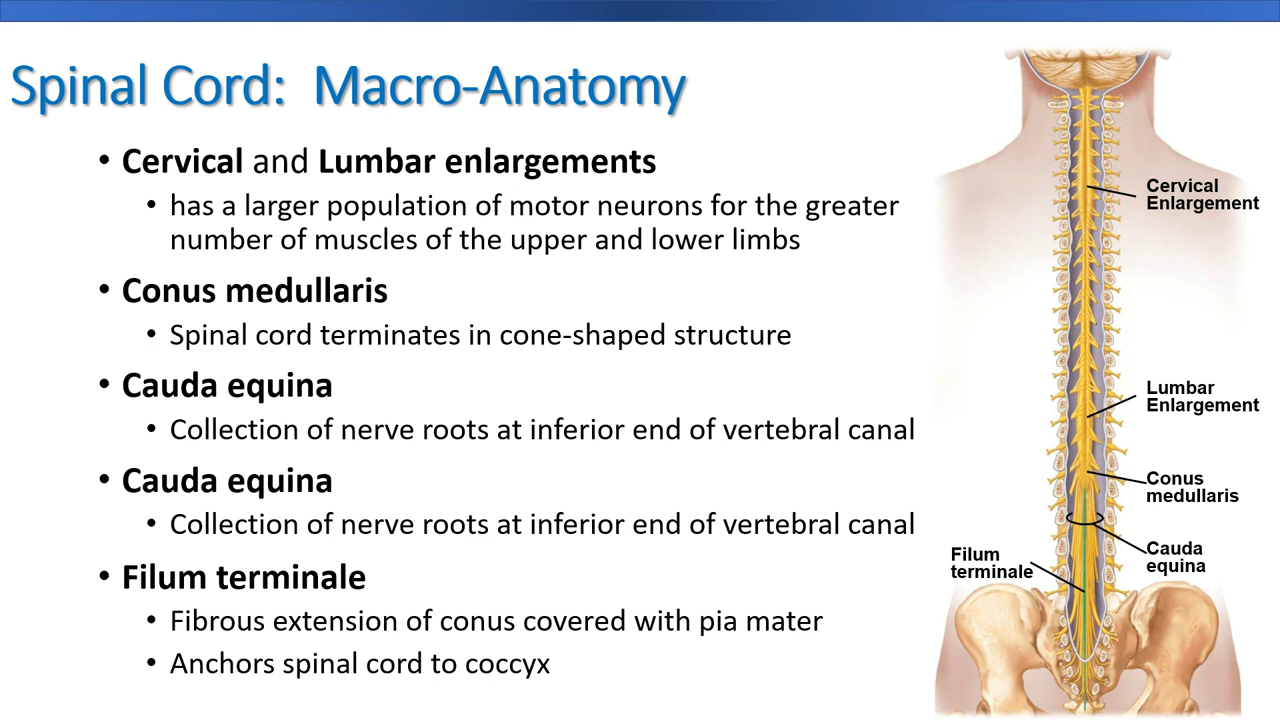 Spinal Cord:  Macro-Anatomy
• Cervical and Lumbar enlargements
• has a larger population of motor neurons for the greater
number of muscles of the upper and lower limbs
• Conus medullaris
• Spinal cord terminates in cone-shaped structure
• Cauda equina
• Collection of nerve roots at inferior end of vertebral canal
• Cauda equina
• Collection of nerve roots at inferior end of vertebral canal
• Filum terminale
• Fibrous extension of conus covered with pia mater
• Anchors spinal cord to coccyx
Cervical
Enlargement
Lumbar
Enlargement
Conus
medullaris
Cauda
equina
Filum
terminale